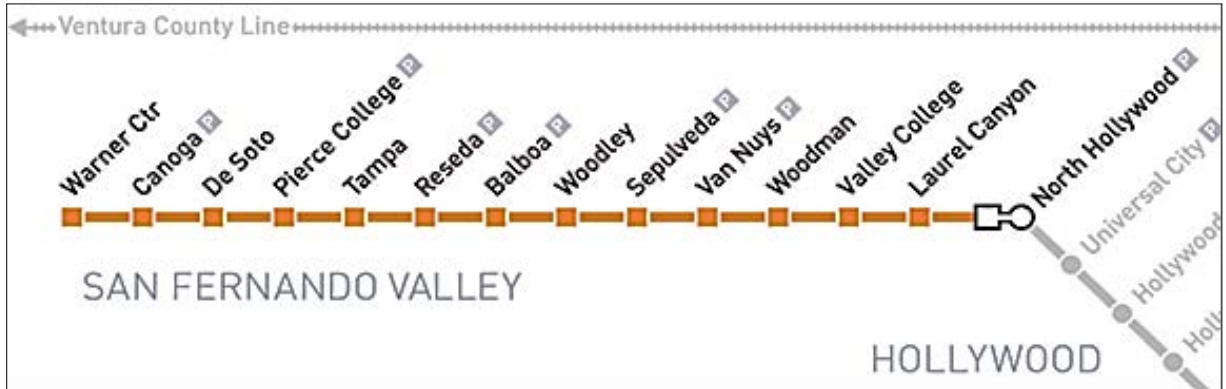 Ventura County Line
Warner Ctr
Canoga P
De Soto
Pierce College P
Tampa
Reseda P
Balboa P
Woodley
Sepulveda P
Van Nuys P
Woodman
Valley College
Laurel Canyon
North Hollywood P
Universal City P
Hollywood
SAN FERNANDO VALLEY
HOLLYWOOD